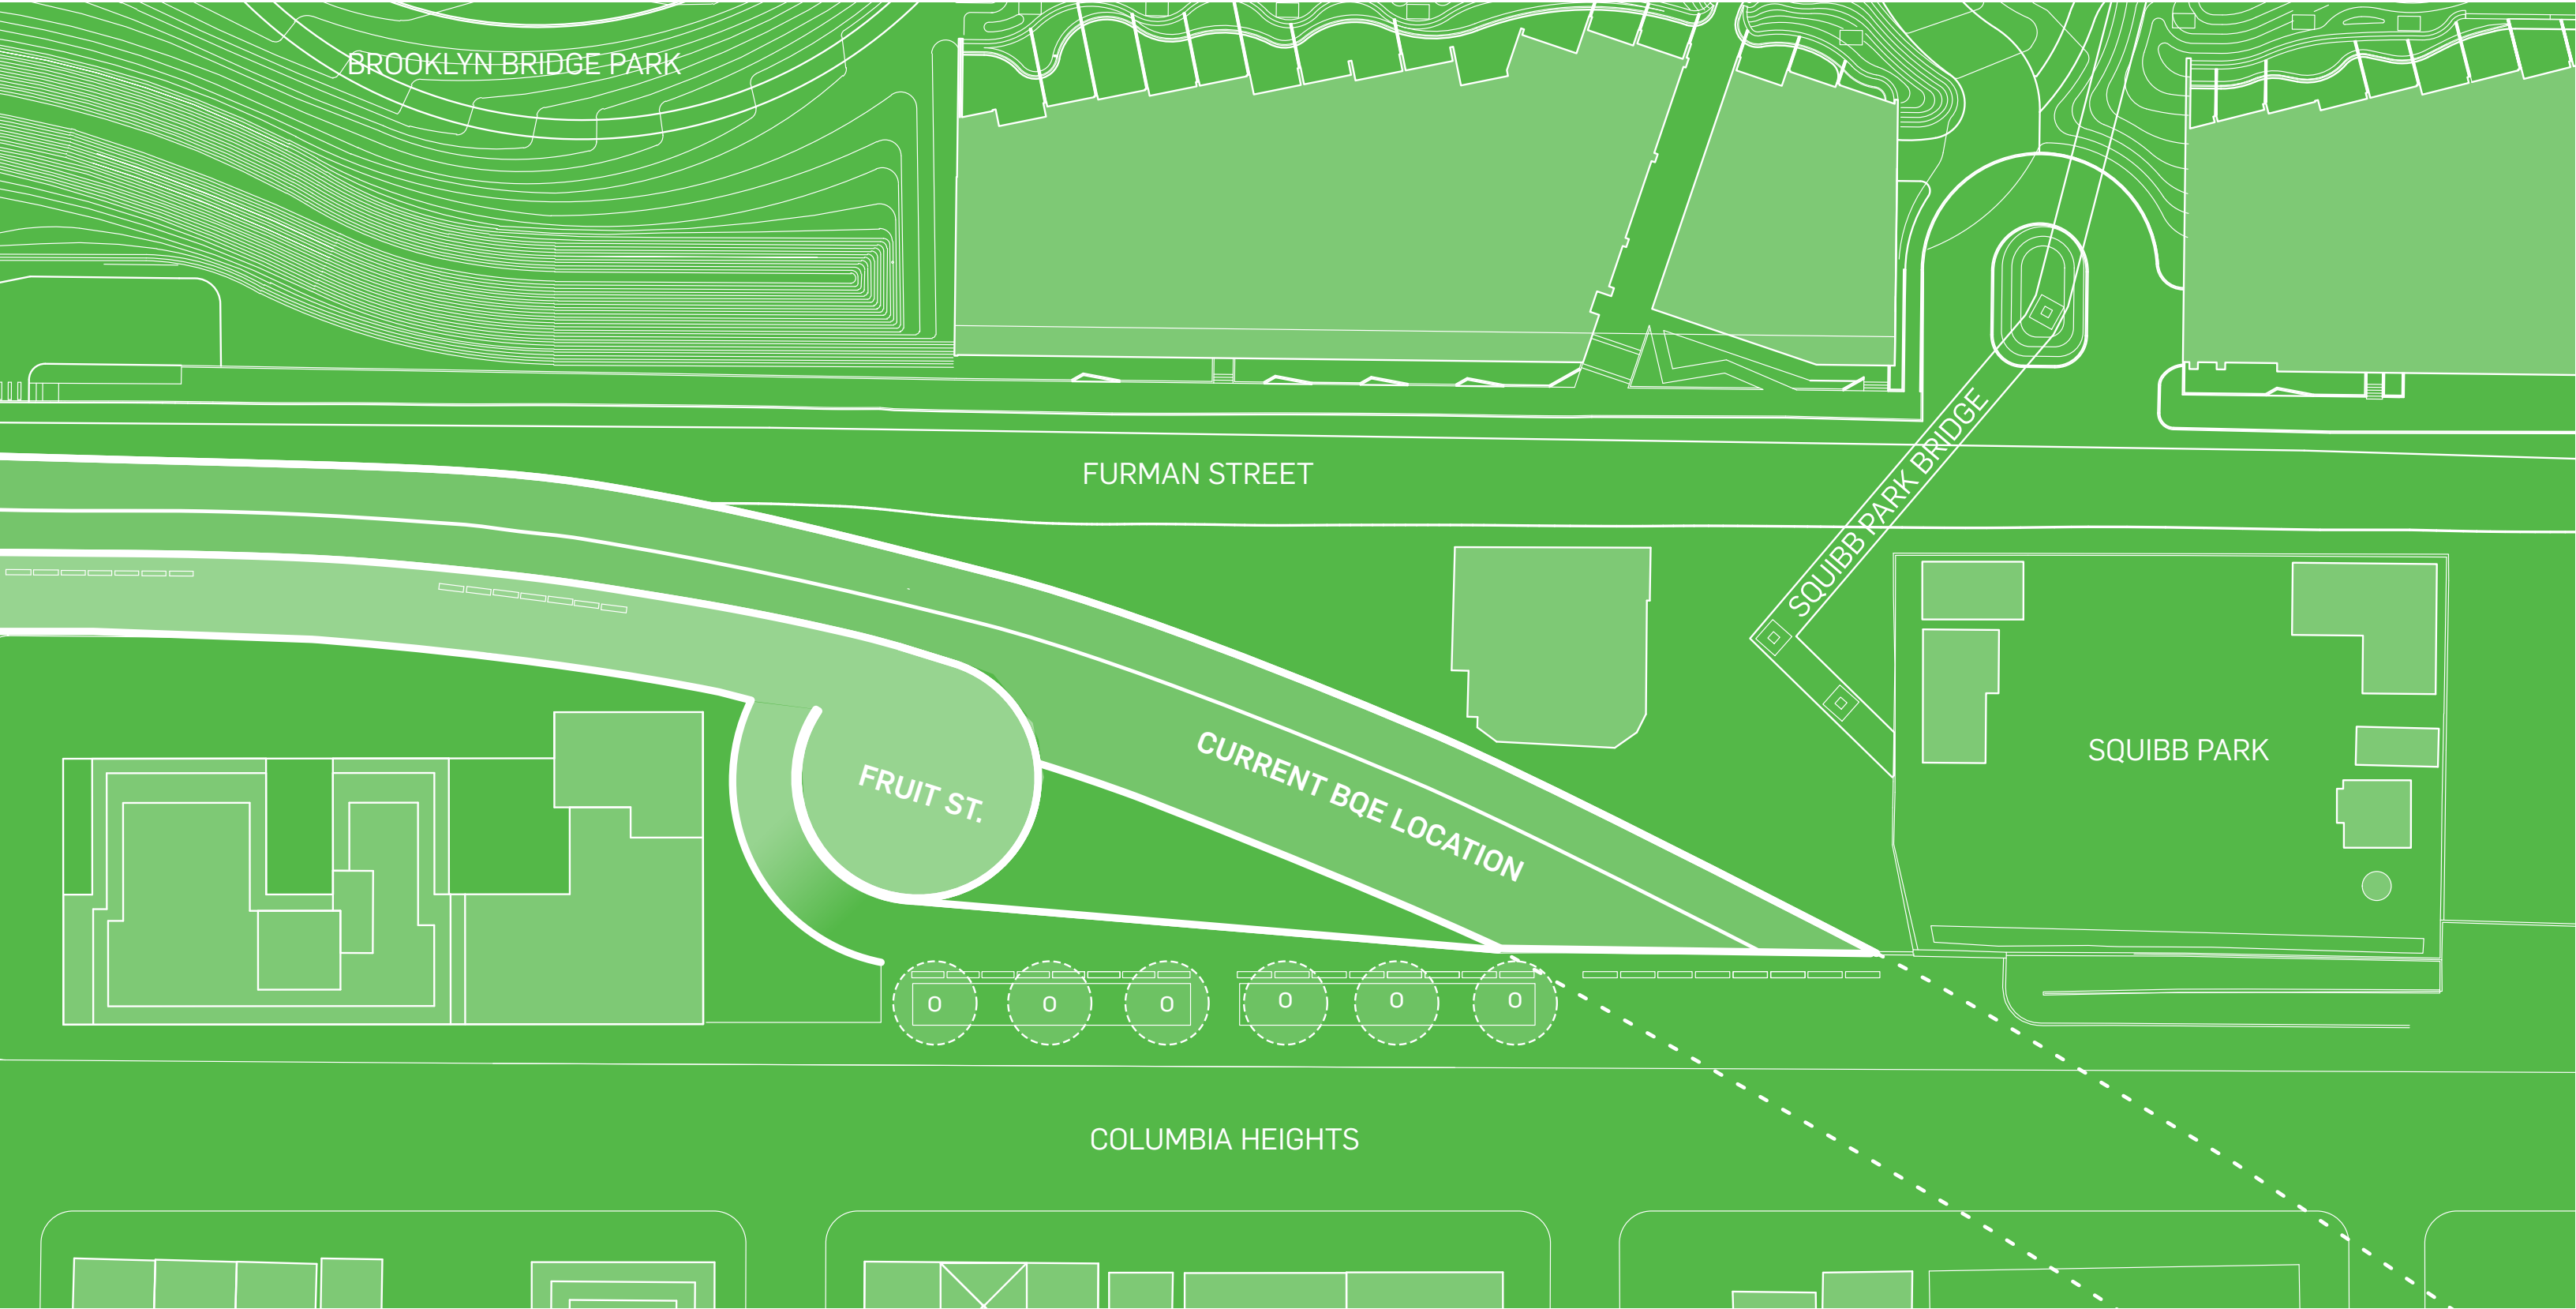 BROOKLYN BRIDGE PARK
FURMAN STREET
SQUIBB PARK BRIDGE
CURRENT BQE LOCATION
SQUIBB PARK
FRUIT ST.
COLUMBIA HEIGHTS